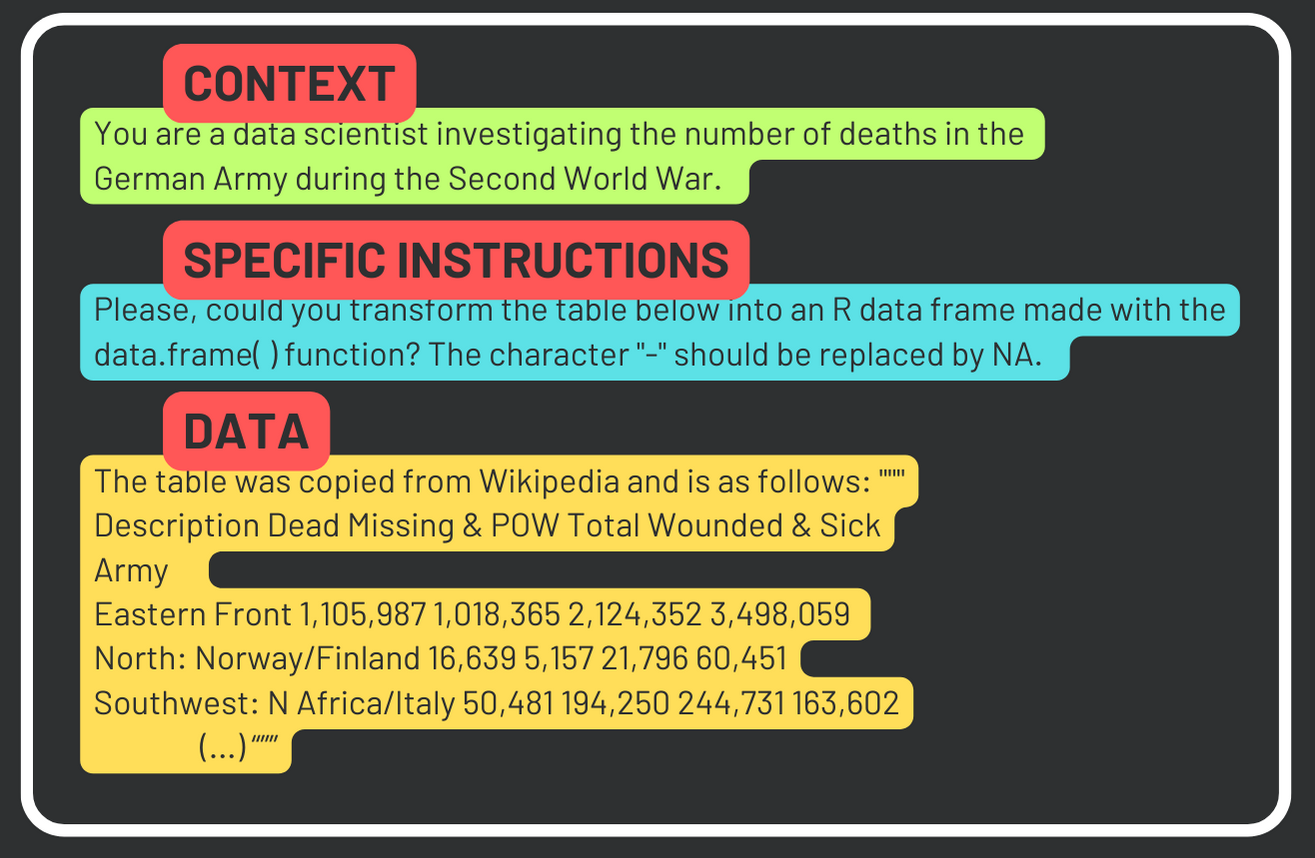 CONTEXT
You are a data scientist investigating the number of deaths in the
German Army during the Second World War.
SPECIFIC INSTRUCTIONS
Please, could you transform the table below into an R data frame made with the
data.frame( ) function? The character "-" should be replaced by NA.
DATA
The table was copied from Wikipedia and is as follows: """
Description Dead Missing & POW Total Wounded & Sick
Army
Eastern Front 1,105,987 1,018,365 2,124,352 3,498,059
North: Norway/Finland 16,639 5,157 21,796 60,451
Southwest: N Africa/Italy 50,481 194,250 244,731 163,602
(...) """